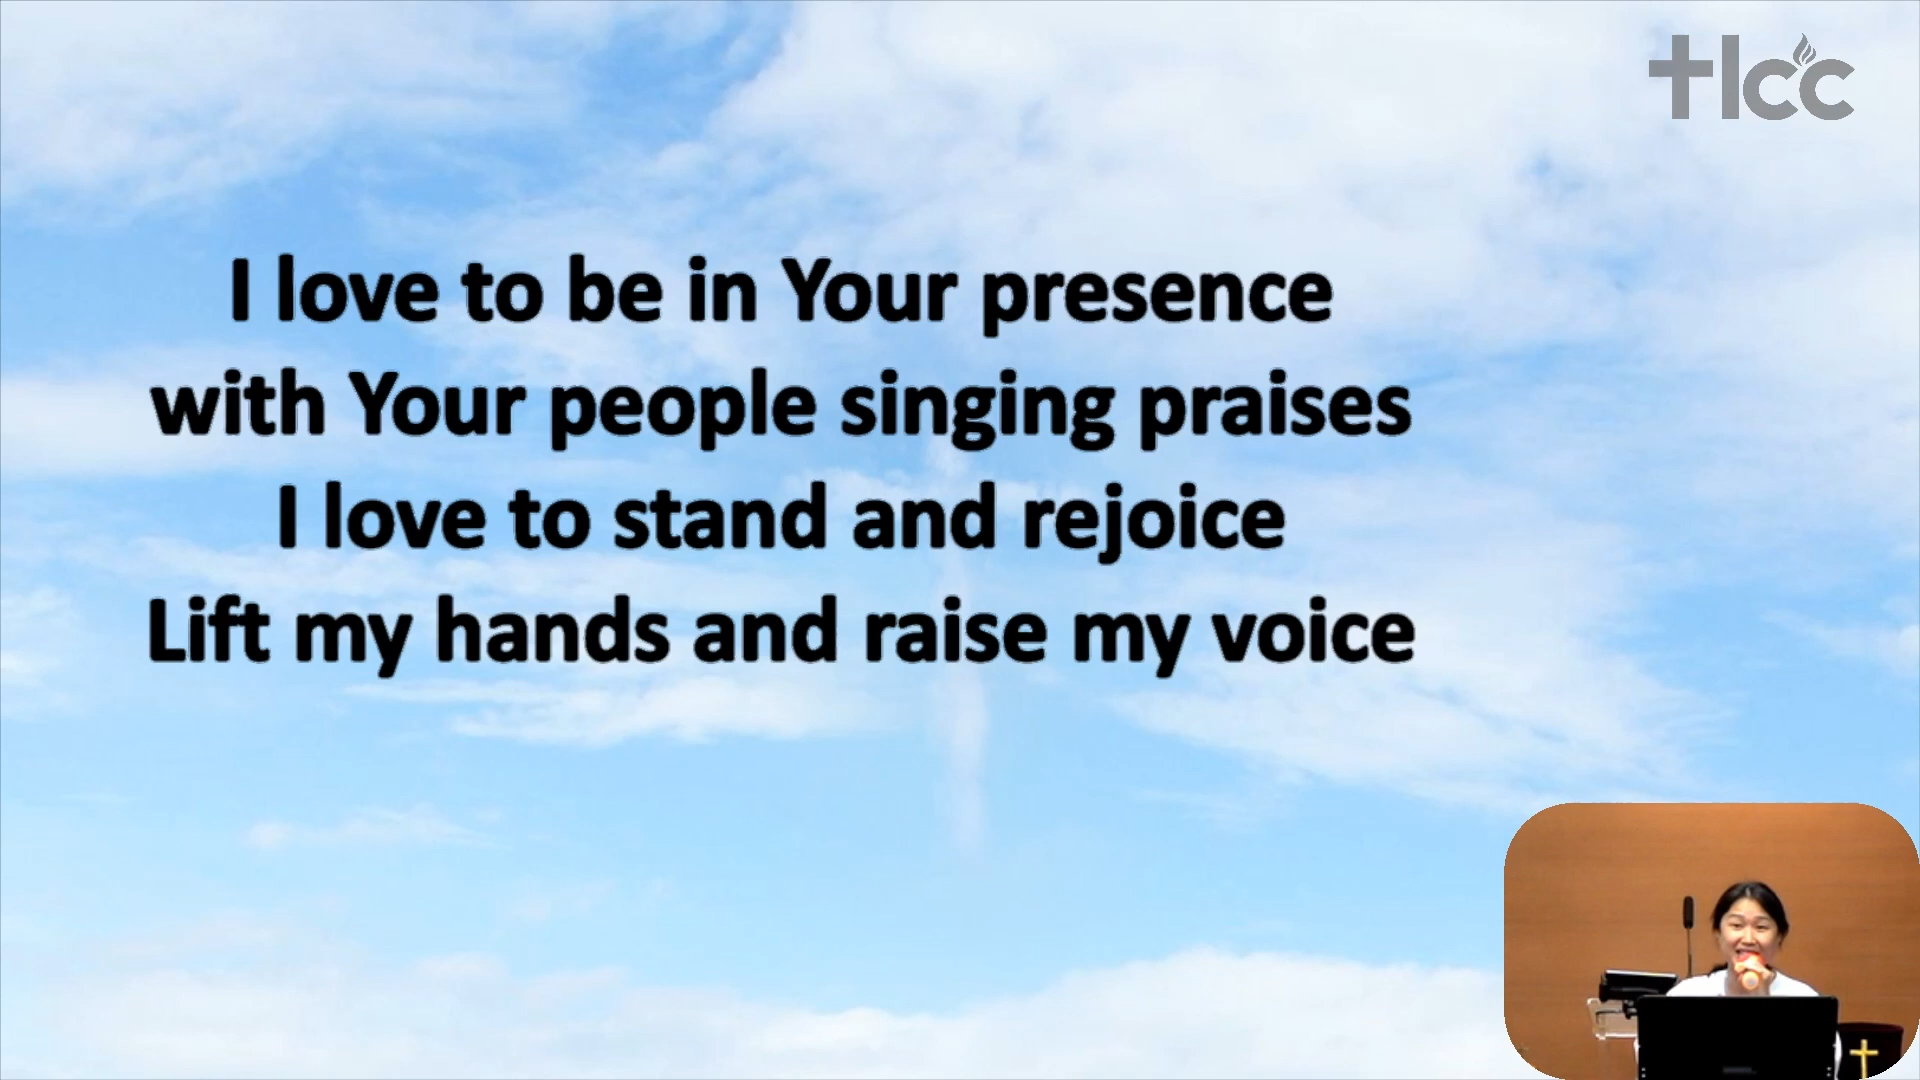 tlcc
I love to be in Your presence
with Your people singing praises
I love to stand and rejoice
Lift my hands and raise my voice